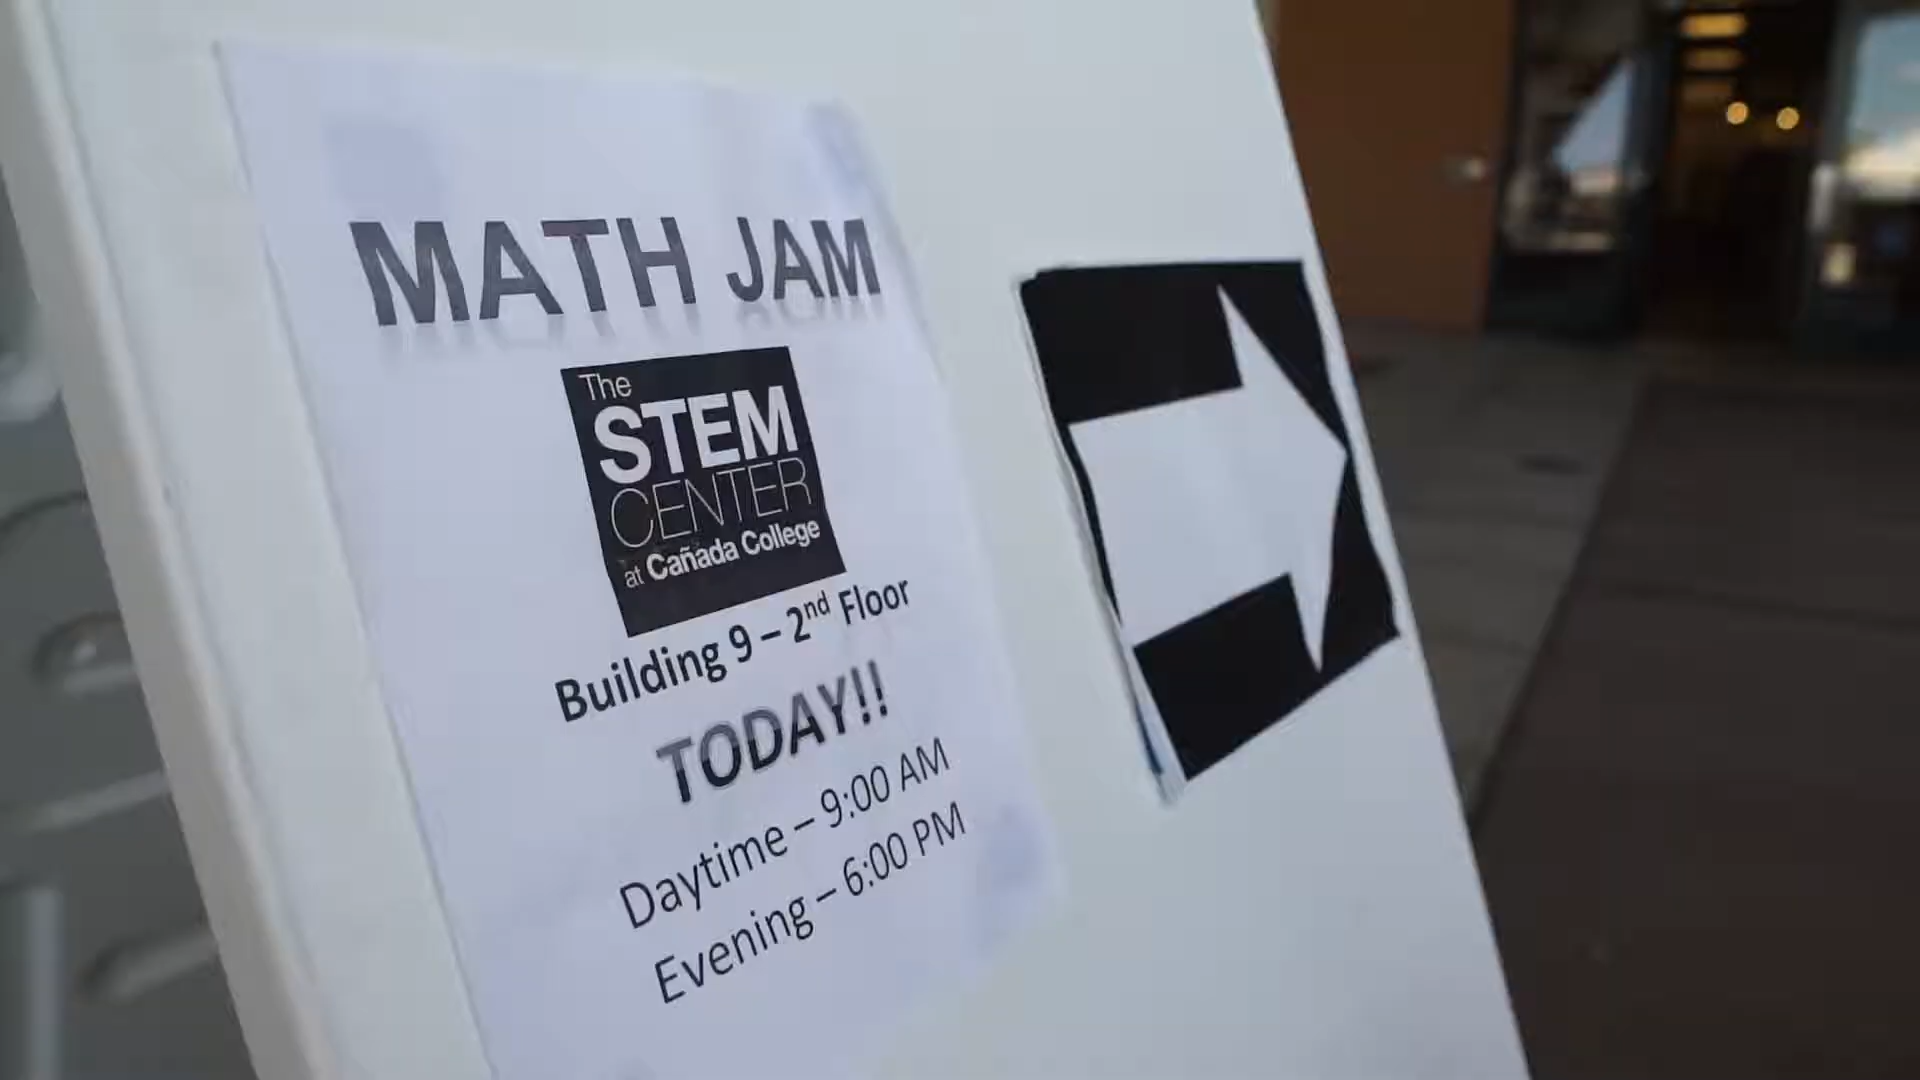 MATH JAM
The
STEM
CENTER
at Cañada College
Building 9 – 2nd Floor
TODAY!!
Daytime – 9:00 AM
Evening – 6:00 PM